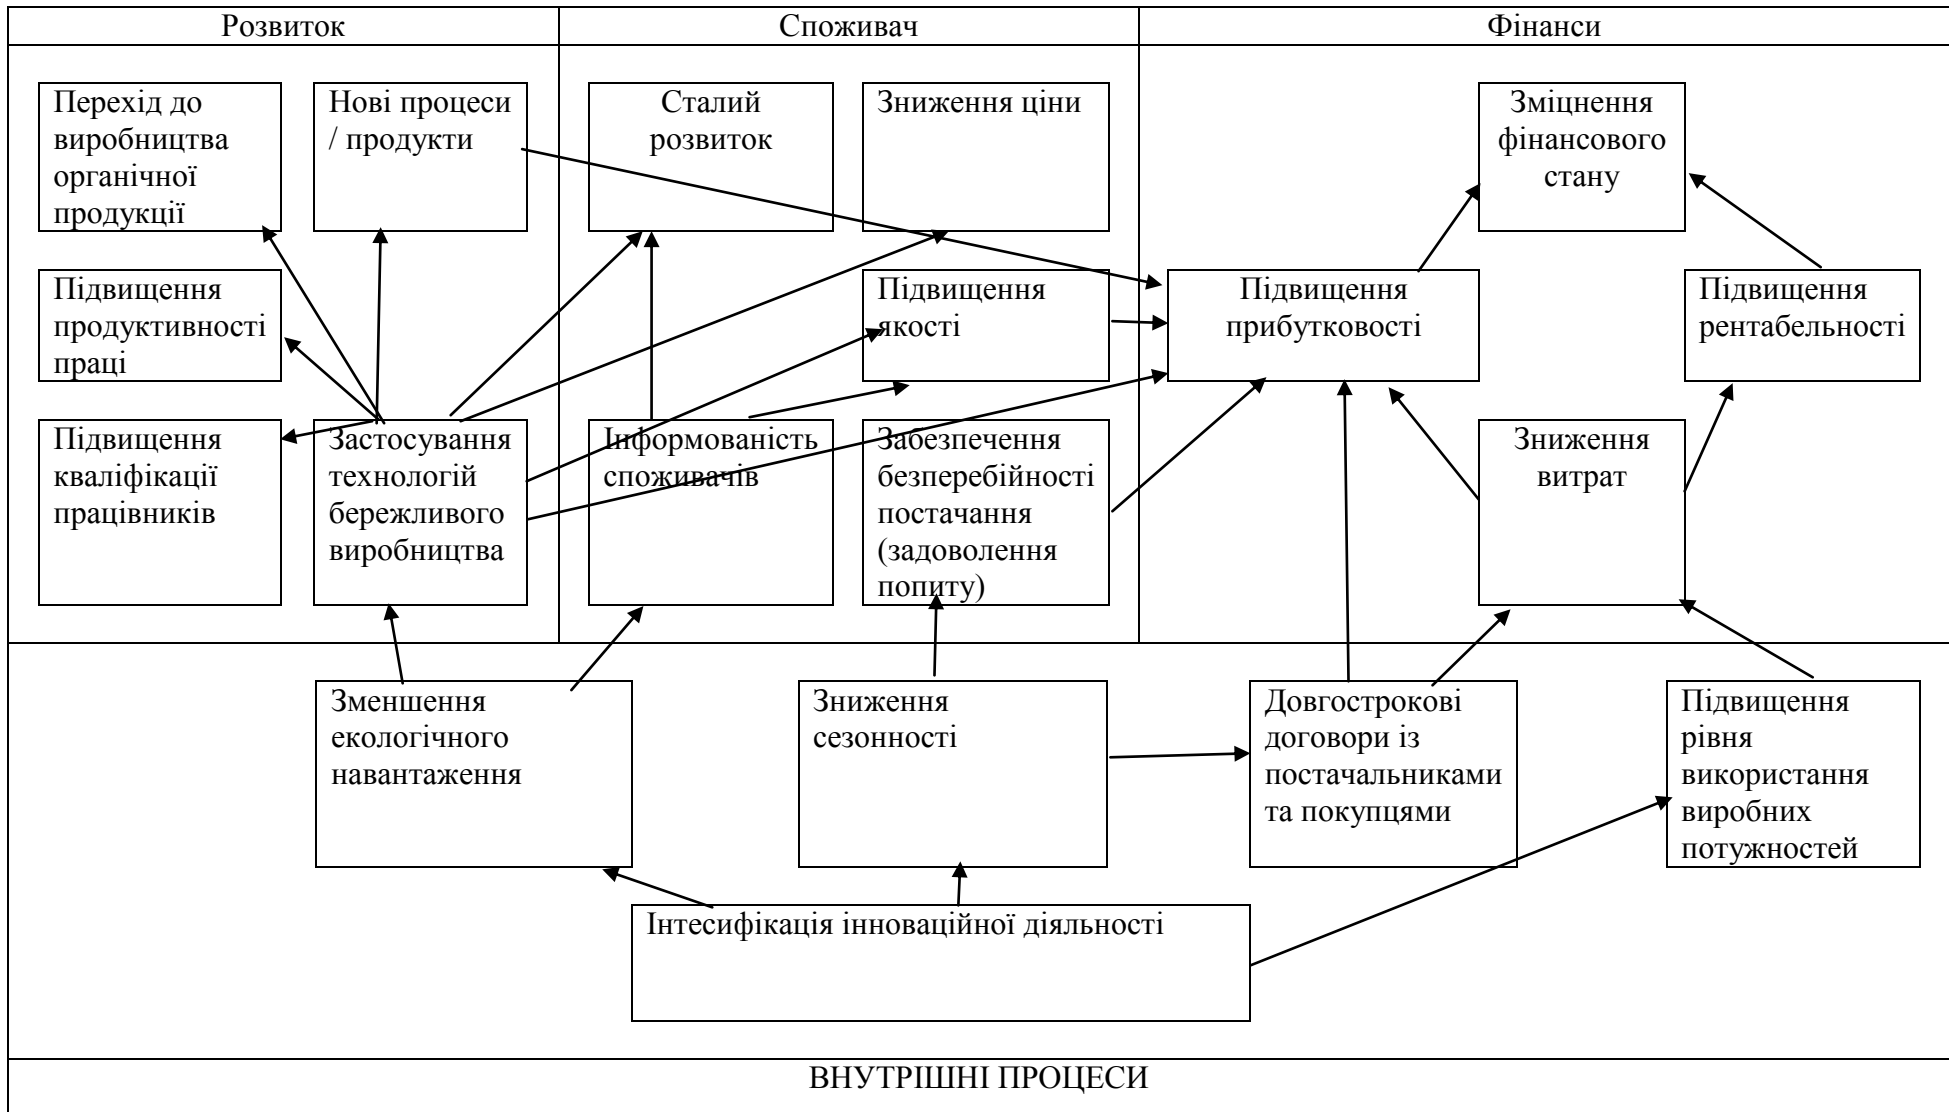 Розвиток
Споживач
Фінанси
Перехід до
виробництва
органічної
продукції
Нові процеси
/ продукти
Сталий
розвиток
Зниження ціни
Зміцнення
фінансового
стану
Підвищення
продуктивності
праці
Підвищення
якості
Підвищення
прибутковості
Підвищення
рентабельності
Підвищення
кваліфікації
працівників
Застосування
технологій
бережливого
виробництва
Інформованість
споживачів
Забезпечення
безперебійності
постачання
(задоволення
попиту)
Зниження
витрат
Зменшення
екологічного
навантаження
Зниження
сезонності
Довгострокові
договори із
постачальниками
та покупцями
Підвищення
рівня
використання
виробних
потужностей
Інтесифікація інноваційної діяльності
ВНУТРІШНІ ПРОЦЕСИ